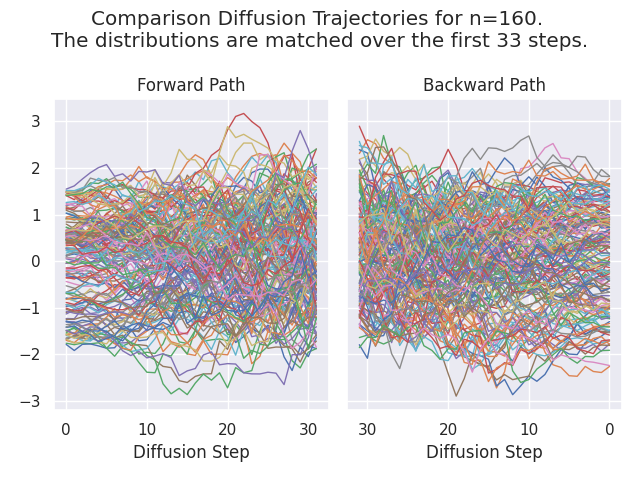 Comparison Diffusion Trajectories for n=160.
The distributions are matched over the first 33 steps.
Forward Path
Backward Path
3
2
1
0
−1
−2
−3
0 10 20 30
30 20 10 0
Diffusion Step
Diffusion Step